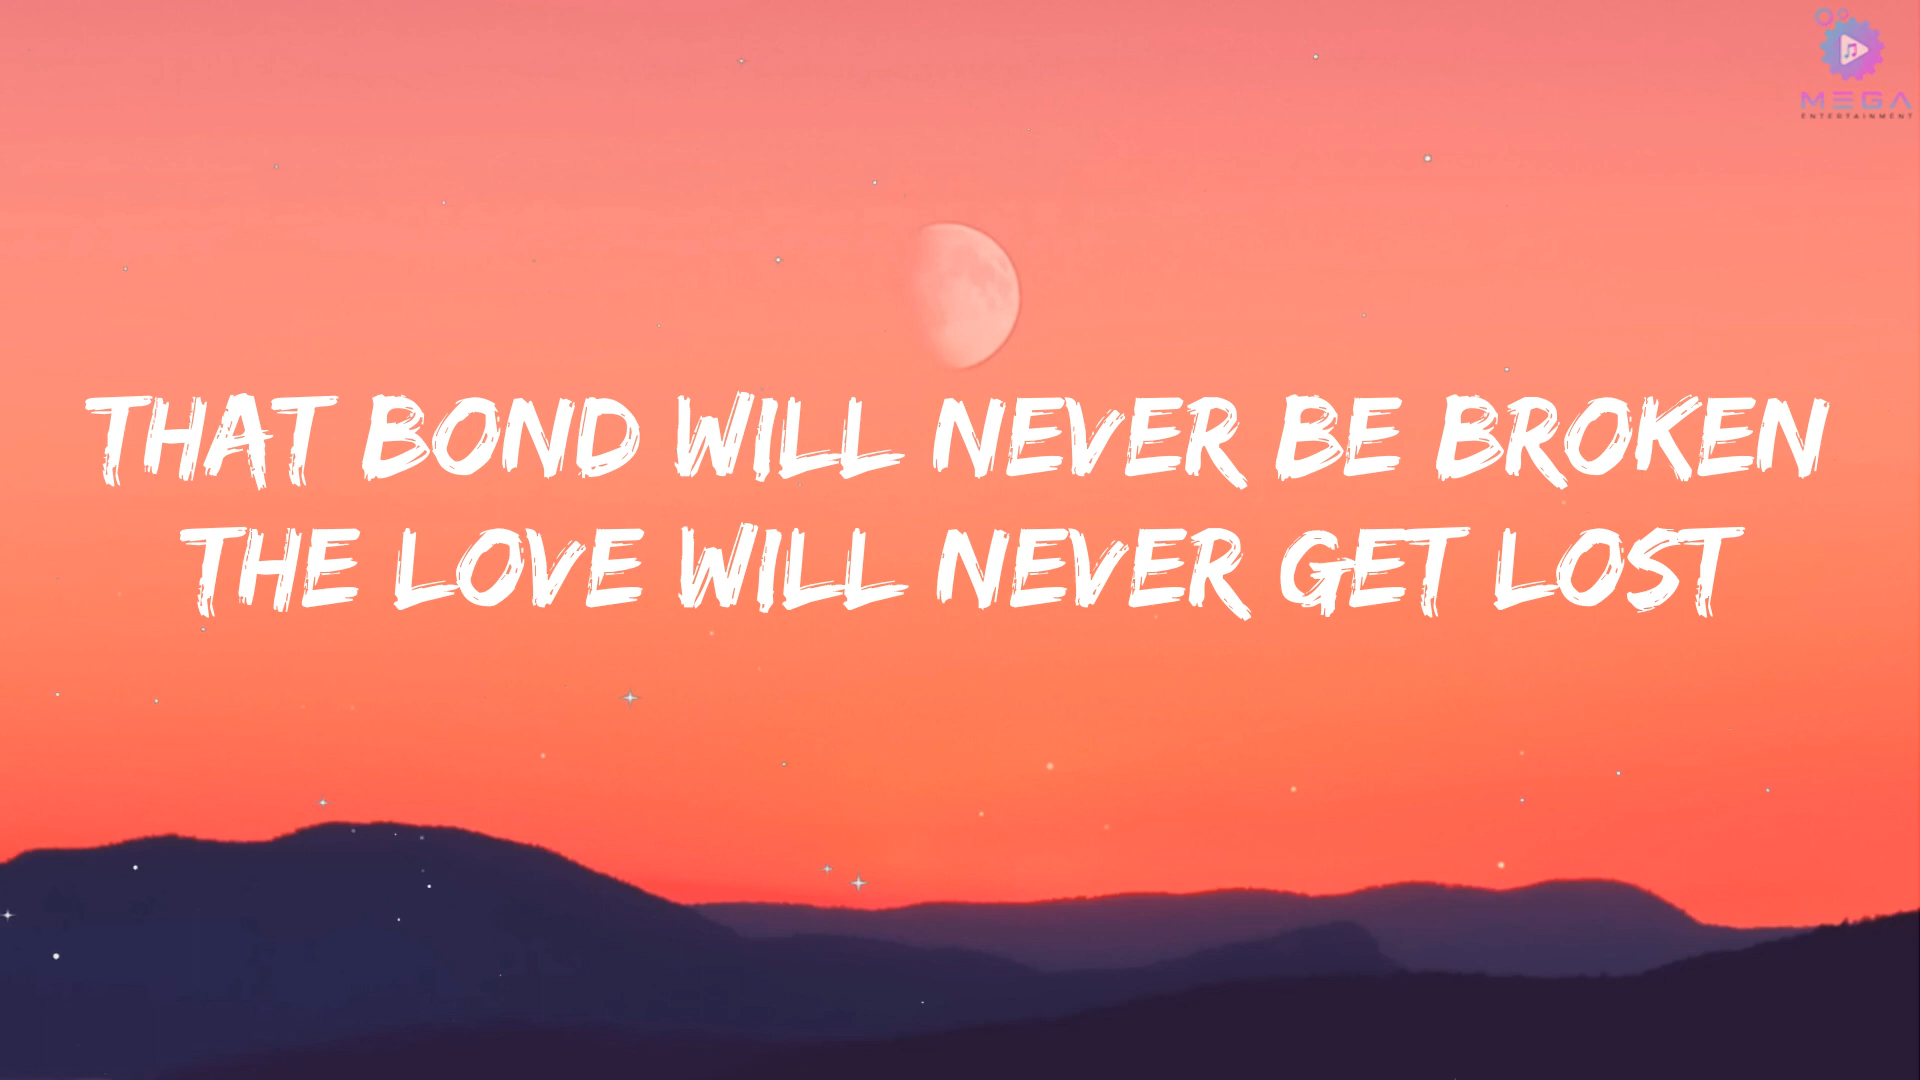 MEGA
ENTERTAINMENT
THAT BOND WILL NEVER BE BROKEN
THE LOVE WILL NEVER GET LOST